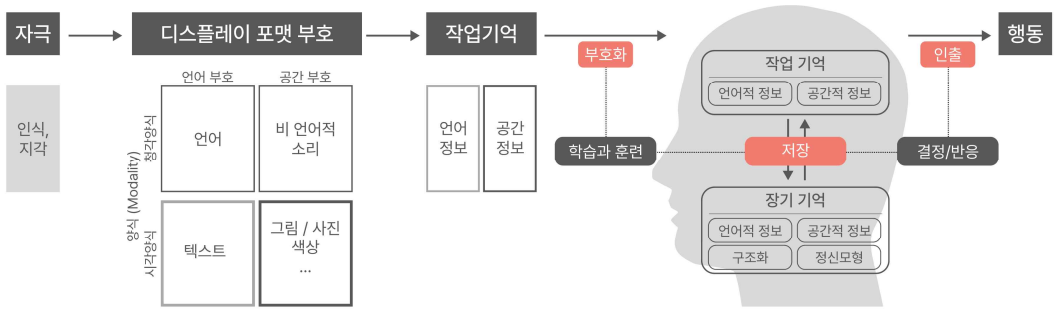 자극
디스플레이 포맷 부호
작업기억
행동
부호화
인출
언어 부호
공간 부호
인식,
지각
양식 (Modality)
청각양식
시각양식
언어
비 언어적
소리
텍스트
그림 / 사진
색상
...
언어
정보
공간
정보
학습과 훈련
작업 기억
언어적 정보
공간적 정보
저장
결정/반응
장기 기억
언어적 정보
공간적 정보
구조화
정신모형